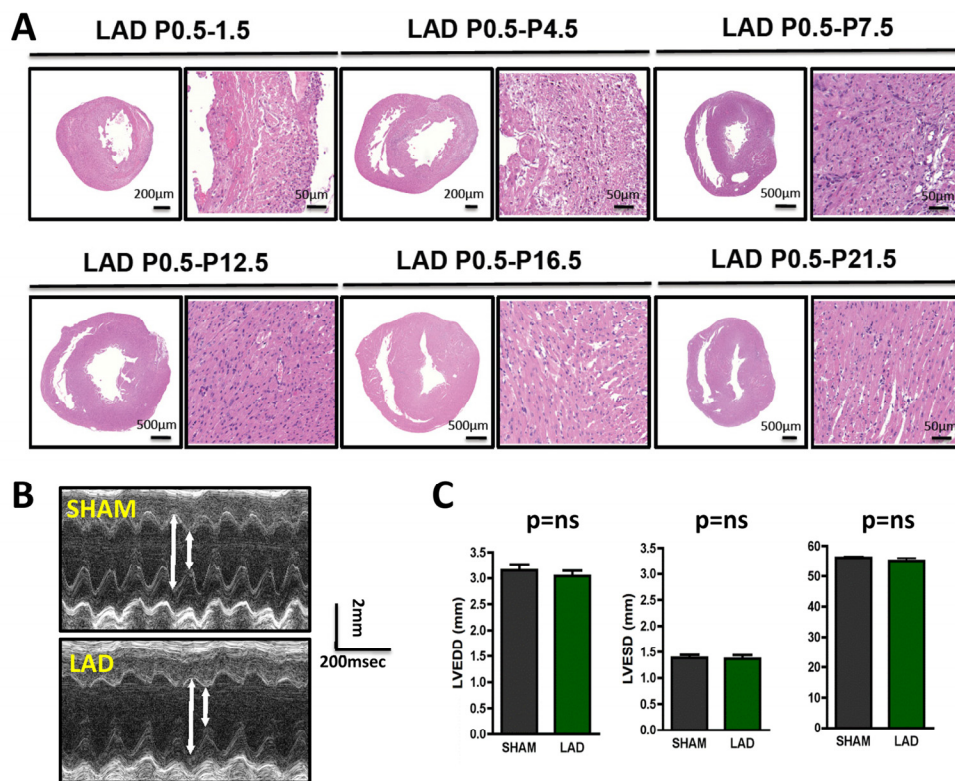 A
LAD P0.5-1.5
LAD P0.5-P4.5
LAD P0.5-P7.5
200µm
50µm
200µm
50µm
500µm
50µm
LAD P0.5-P12.5
LAD P0.5-P16.5
LAD P0.5-P21.5
500µm
500µm
500µm
50µm
B
SHAM
LAD
2mm
200msec
C
p=ns
p=ns
p=ns
LVEDD (mm)
3.5
3.0
2.5
2.0
1.5
1.0
0.5
0.0
SHAM
LAD
LVESD (mm)
3.5
3.0
2.5
2.0
1.5
1.0
0.5
0.0
SHAM
LAD
60
50
40
30
20
10
0
SHAM
LAD